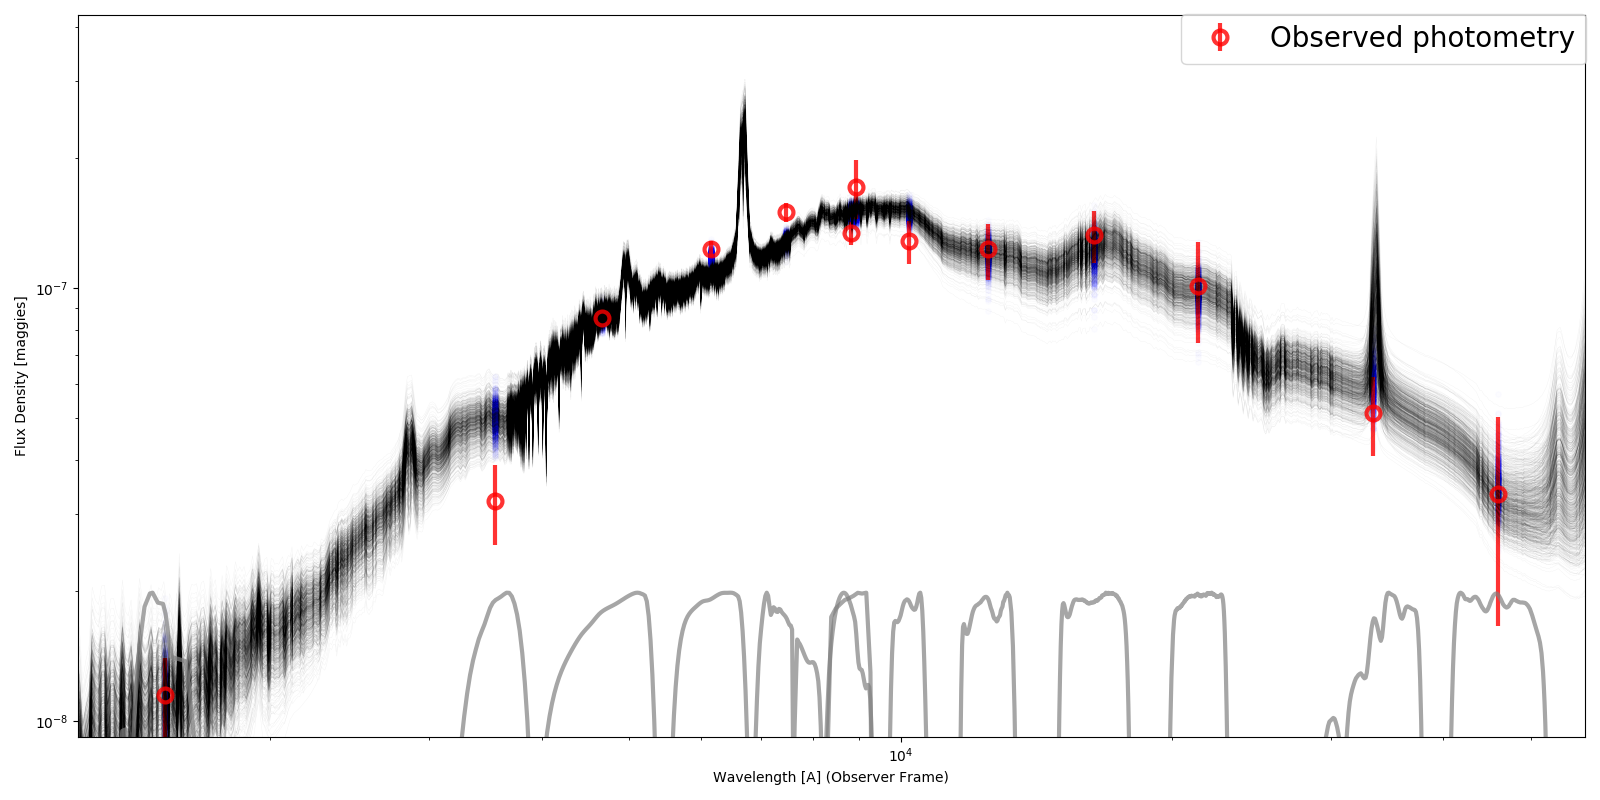 Observed photometry
Flux Density [maggies]
10⁻⁷
10⁻⁸
10⁴
Wavelength [A] (Observer Frame)